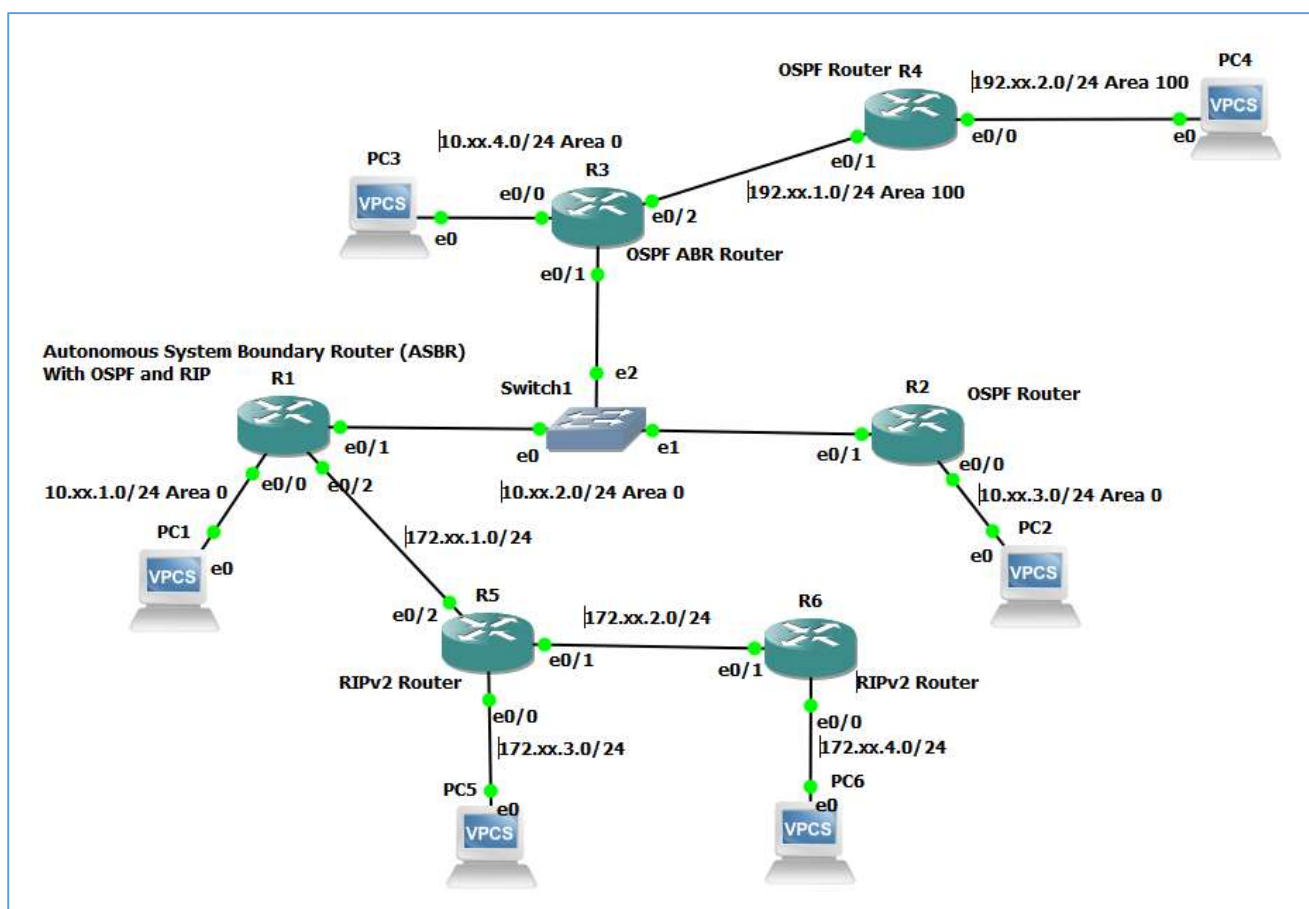 PC4
OSPF Router R4
192.xx.2.0/24 Area 100
VPCS
e0/0
e0
e0/1
10.xx.4.0/24 Area 0
PC3
R3
192.xx.1.0/24 Area 100
VPCS
e0/0
e0/2
e0
OSPF ABR Router
e0/1
Autonomous System Boundary Router (ASBR)
With OSPF and RIP
R1
e2
Switch1
R2
OSPF Router
e0/1
e0
e1
e0/1
e0/0
10.xx.1.0/24 Area 0
e0/0
e0/2
10.xx.2.0/24 Area 0
10.xx.3.0/24 Area 0
PC1
172.xx.1.0/24
PC2
e0
VPCS
e0
VPCS
R5
R6
e0/2
172.xx.2.0/24
e0/1
e0/1
RIPv2 Router
RIPv2 Router
e0/0
e0/0
172.xx.3.0/24
172.xx.4.0/24
PC5
e0
PC6
e0
VPCS
VPCS